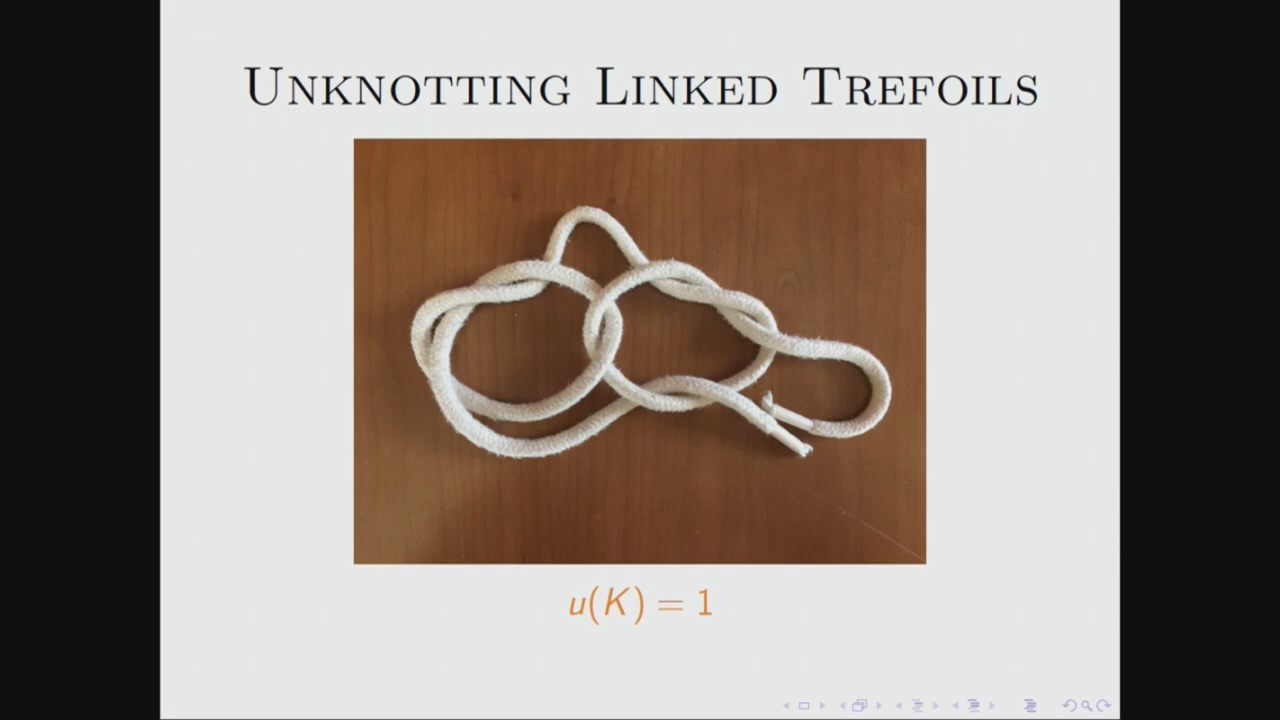 UNKNOTTING LINKED TREFOILS
u(K) = 1